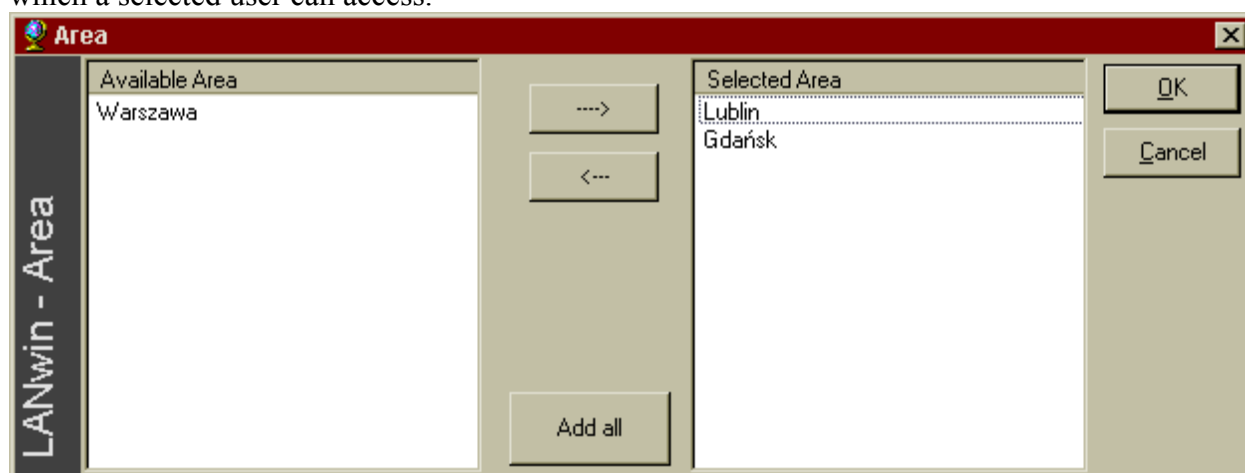 which a selected user can access.
Area
LANwin - Area
Available Area
Warszawa
---->
<---
Add all
Selected Area
Lublin
Gdańsk
OK
Cancel